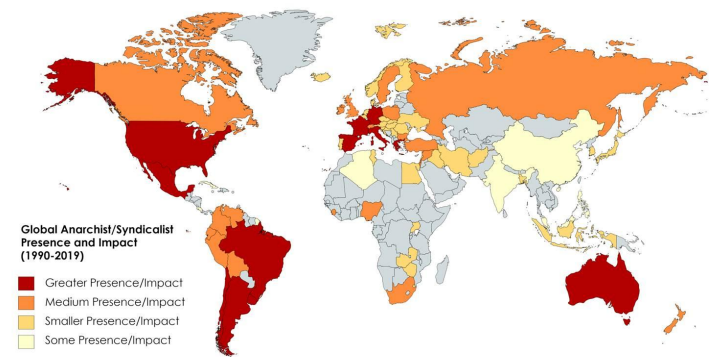 Global Anarchist/Syndicalist
Presence and Impact
(1990-2019)
Greater Presence/Impact
Medium Presence/Impact
Smaller Presence/Impact
Some Presence/Impact